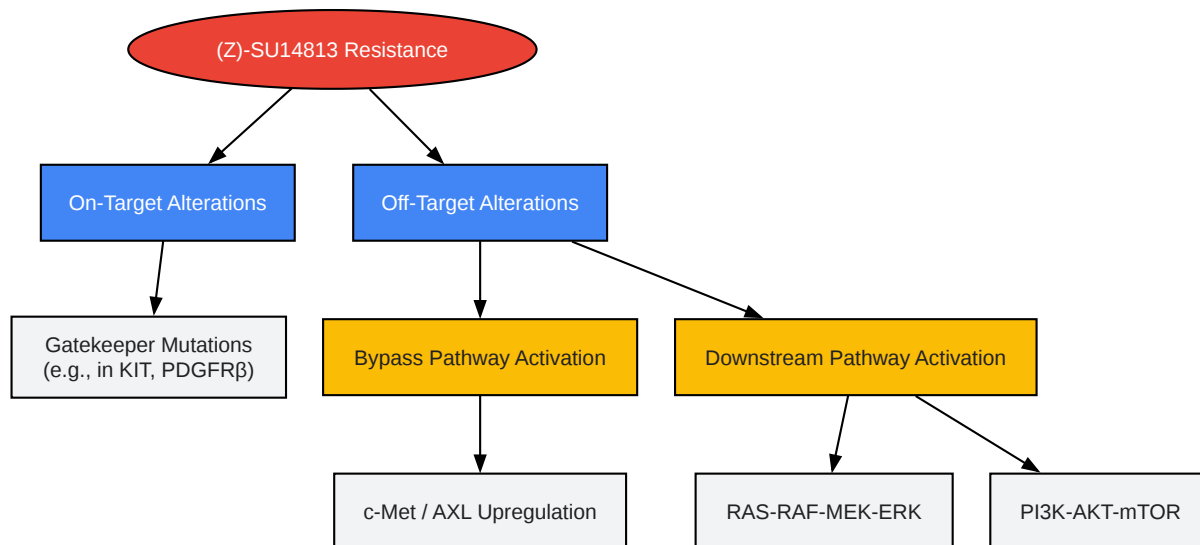 (Z)-SU14813 Resistance
On-Target Alterations
Off-Target Alterations
Gatekeeper Mutations
(e.g., in KIT, PDGFRβ)
Bypass Pathway Activation
Downstream Pathway Activation
c-Met / AXL Upregulation
RAS-RAF-MEK-ERK
PI3K-AKT-mTOR